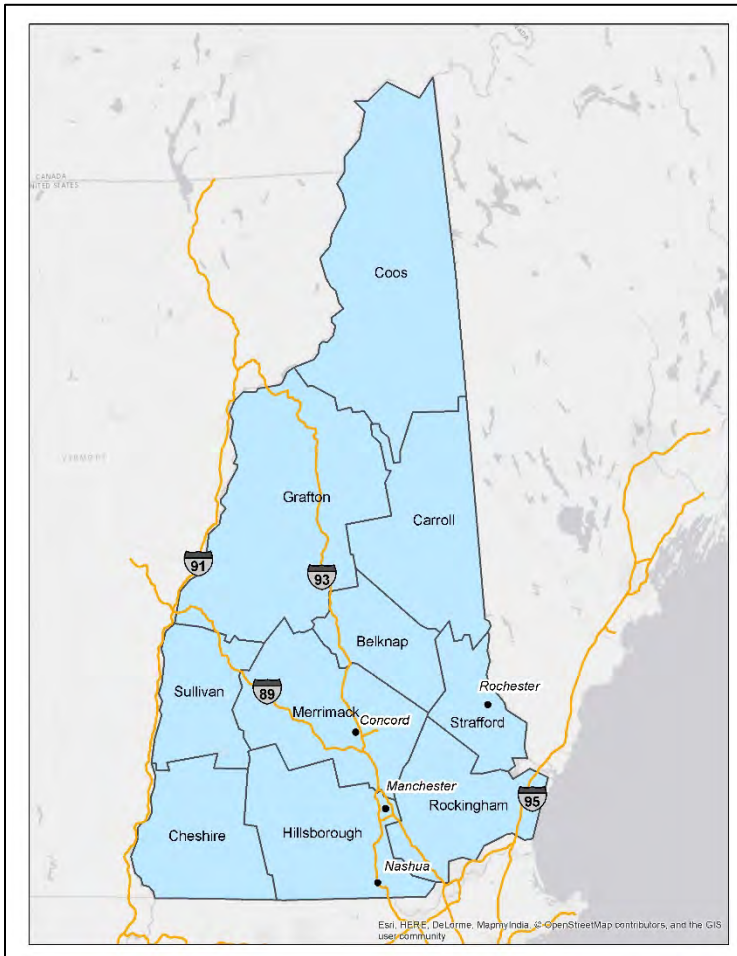 CANADA
CANADA
UNITED STATES
Coos
VERMONT
Grafton
Carroll
91
93
Belknap
Sullivan
89
Merrimack
Rochester
Strafford
Concord
Manchester
Rockingham
95
Cheshire
Hillsborough
Nashua
Esri, HERE, DeLorme, MapmyIndia, © OpenStreetMap contributors, and the GIS
user community